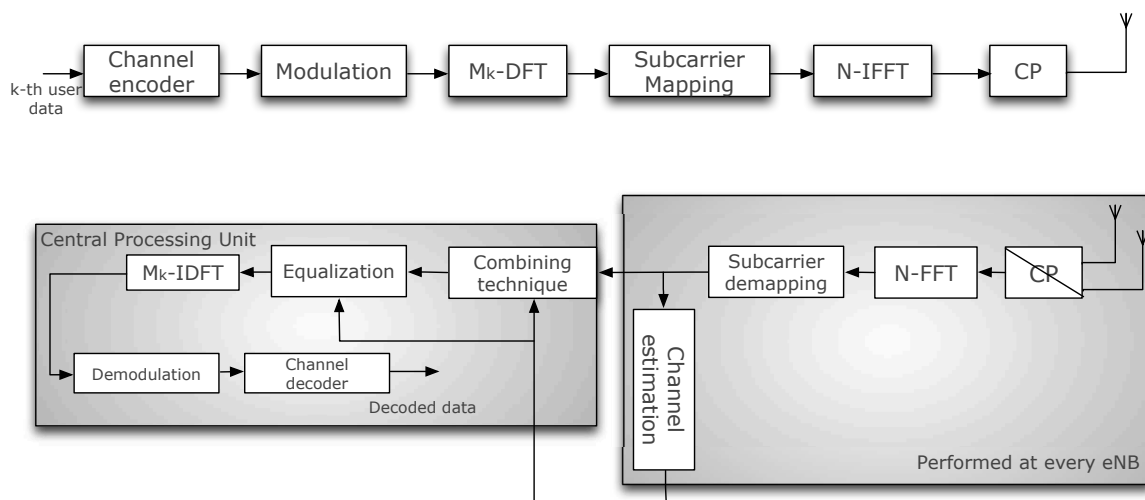 Channel
encoder
Modulation
Mk-DFT
Subcarrier
Mapping
N-IFFT
CP
k-th user
data
Central Processing Unit
Mk-IDFT
Equalization
Combining
technique
Subcarrier
demapping
N-FFT
CP
Channel
estimation
Demodulation
Channel
decoder
Decoded data
Performed at every eNB